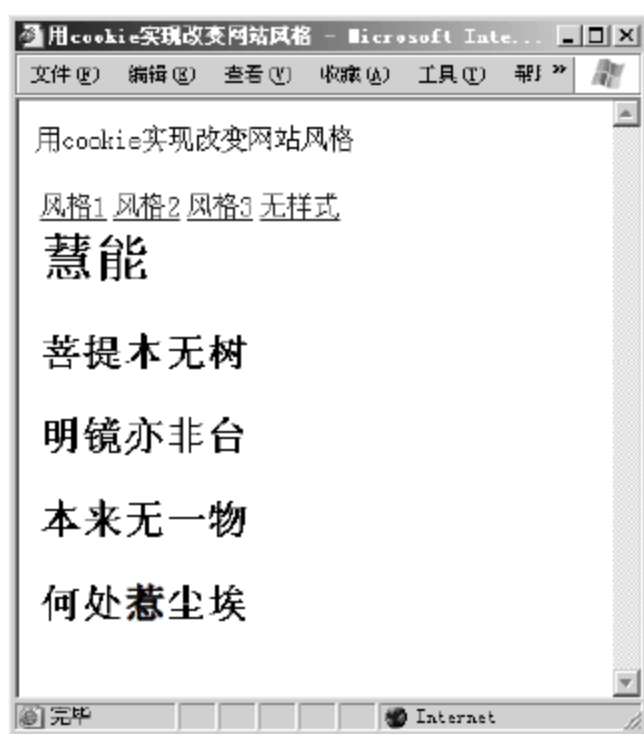 用cookie实现改变网站风格 - Microsoft Inte...
文件(F) 编辑(E) 查看(V) 收藏(A) 工具(T) 帮 »
用cookie实现改变网站风格
风格1 风格2 风格3 无样式
慧能
菩提本无树
明镜亦非台
本来无一物
何处惹尘埃
完毕 Internet